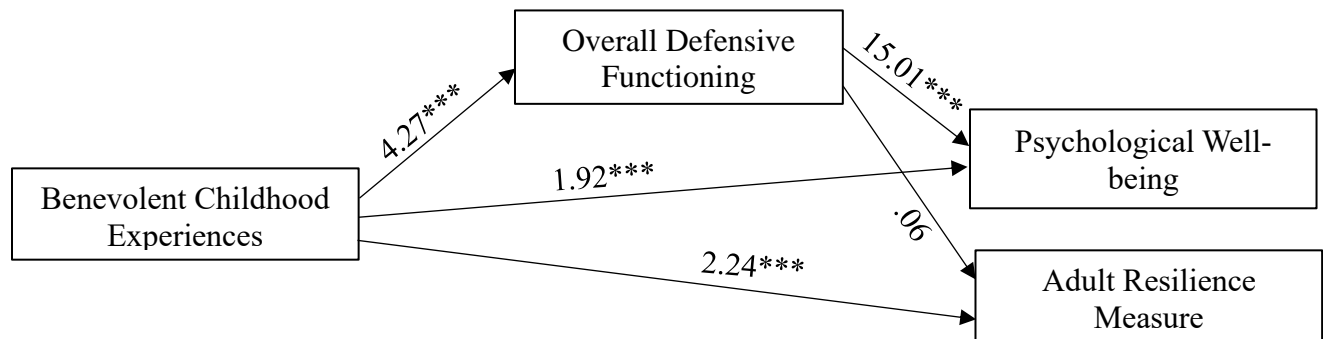 Overall Defensive
Functioning
15.01***
4.27***
Psychological Well-
being
1.92***
Benevolent Childhood
Experiences
.06
2.24***
Adult Resilience
Measure